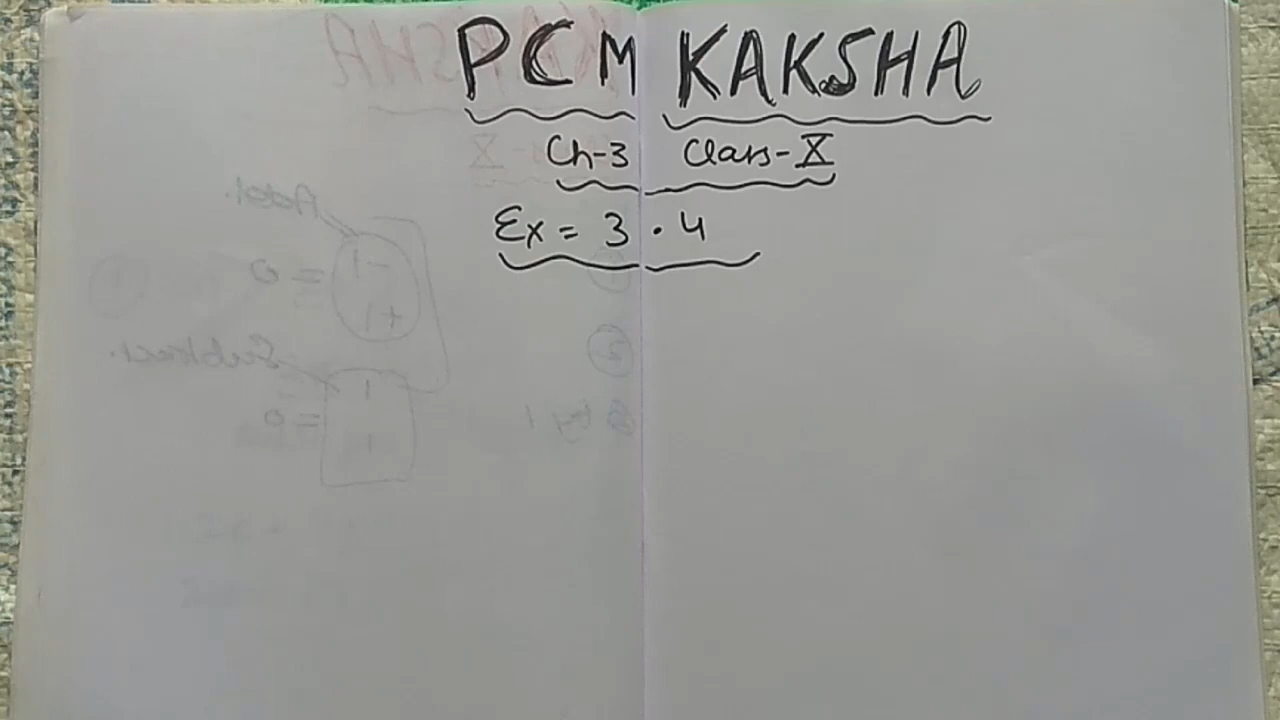 PCM KAKSHA
Ch-3 Class-X
Ex = 3.4